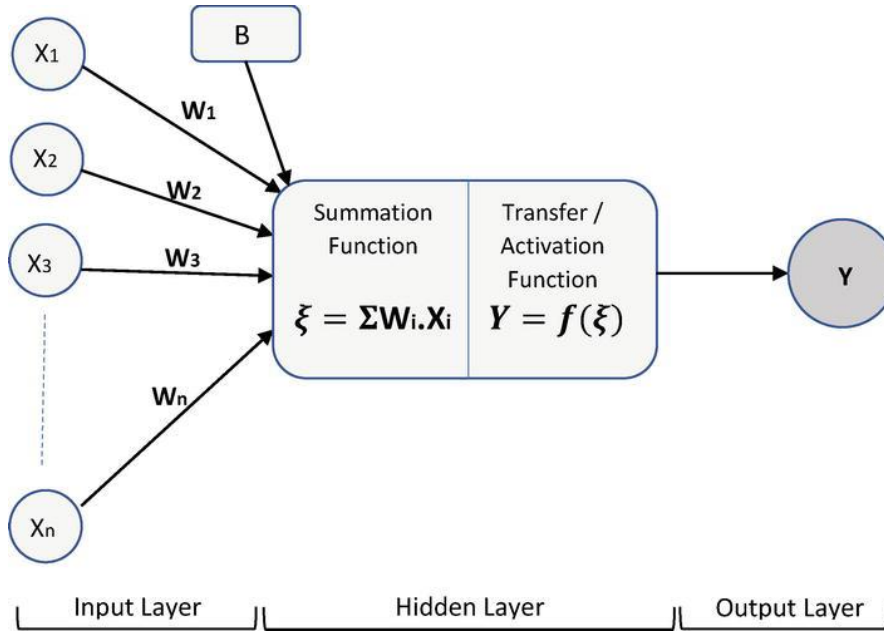 X1
B
W1
X2
W2
X3
W3
Summation
Function
ξ = ΣWi.Xi
Transfer /
Activation
Function
Y = f(ξ)
Y
Wn
Xn
Input Layer
Hidden Layer
Output Layer